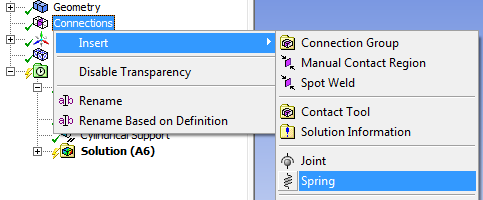 Geometry
Connections
Insert
Disable Transparency
Rename
Rename Based on Definition
Cylindrical Support
Solution (A6)
Connection Group
Manual Contact Region
Spot Weld
Contact Tool
Solution Information
Joint
Spring